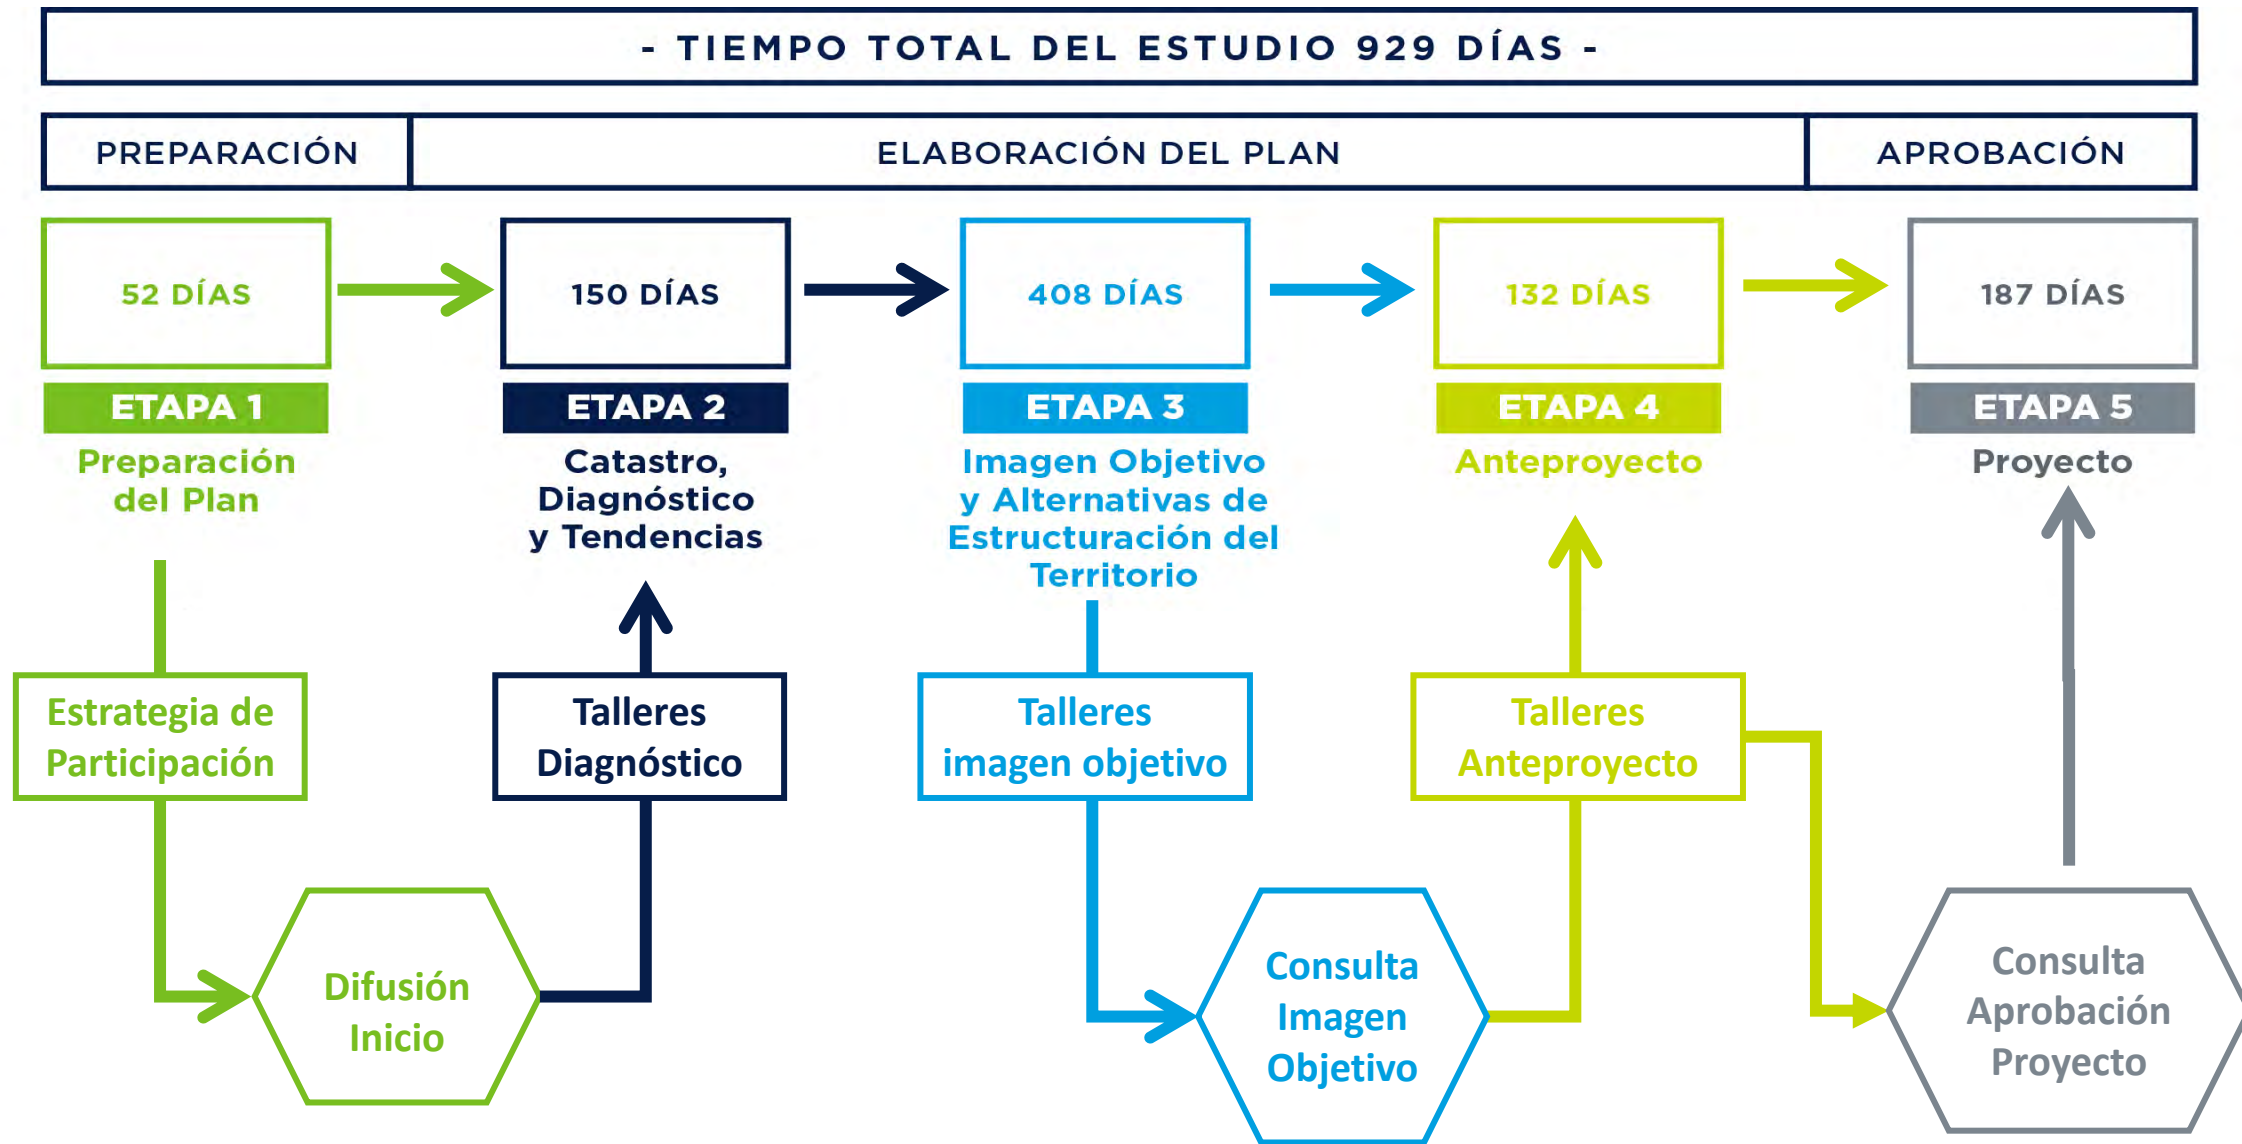 - TIEMPO TOTAL DEL ESTUDIO 929 DÍAS -
PREPARACIÓN
ELABORACIÓN DEL PLAN
APROBACIÓN
52 DÍAS
150 DÍAS
408 DÍAS
132 DÍAS
187 DÍAS
ETAPA 1
ETAPA 2
ETAPA 3
ETAPA 4
ETAPA 5
Preparación
del Plan
Catastro,
Diagnóstico
y Tendencias
Imagen Objetivo
y Alternativas de
Estructuración del
Territorio
Anteproyecto
Proyecto
Estrategia de
Participación
Talleres
Diagnóstico
Talleres
imagen objetivo
Talleres
Anteproyecto
Difusión
Inicio
Consulta
Imagen
Objetivo
Consulta
Aprobación
Proyecto